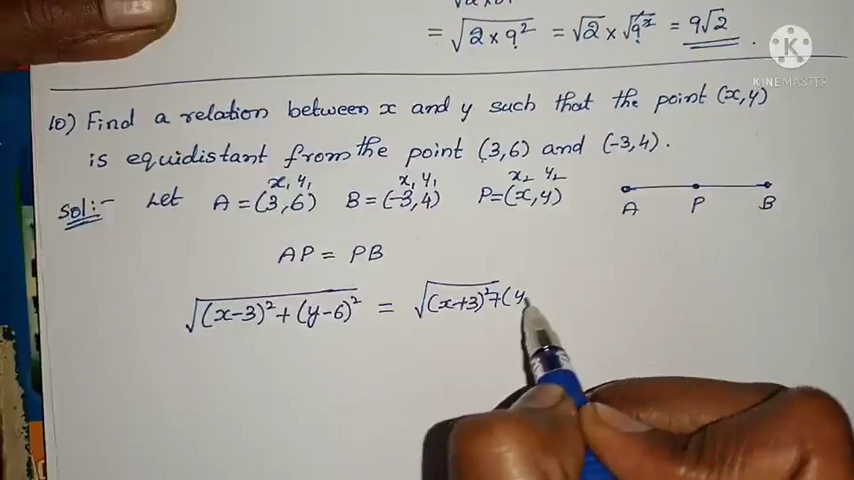 = √2 × 9² = √2 × √9² = 9√2.
KINEMASTER
10) Find a relation between x and y such that the point (x,y)
is equidistant from the point (3,6) and (-3,4).
x₁ y₁ x₁ y₁ x₂ y₂
Sol:- Let A = (3,6) B = (-3,4) P = (x,y)
A P B
AP = PB
√(x-3)² + (y-6)² = √(x+3)² + (y